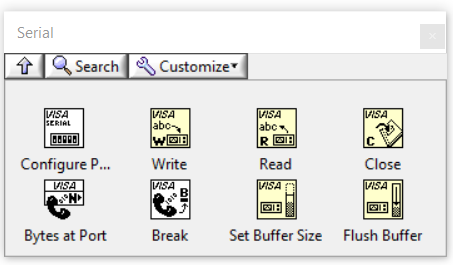 Serial
Search
Customize
VISA SERIAL
VISA abc W
VISA abc R
VISA C
Configure P...
Write
Read
Close
VISA N
VISA B
VISA
VISA
Bytes at Port
Break
Set Buffer Size
Flush Buffer